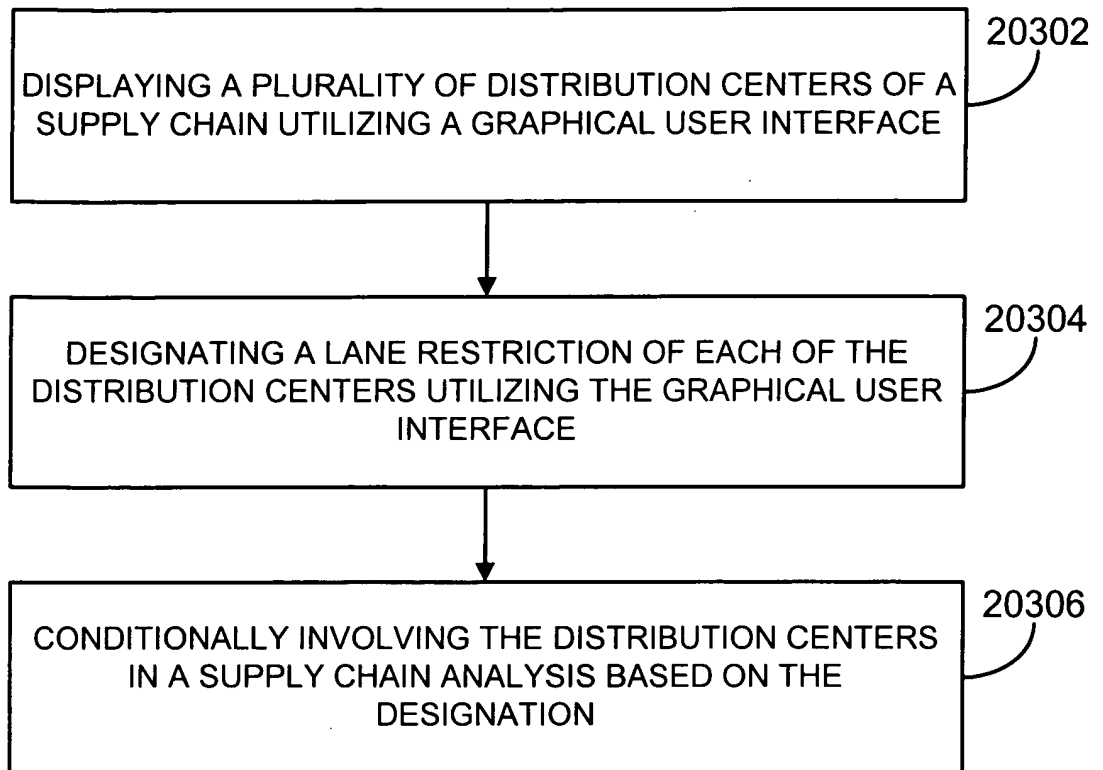 20302
DISPLAYING A PLURALITY OF DISTRIBUTION CENTERS OF A
SUPPLY CHAIN UTILIZING A GRAPHICAL USER INTERFACE
20304
DESIGNATING A LANE RESTRICTION OF EACH OF THE
DISTRIBUTION CENTERS UTILIZING THE GRAPHICAL USER
INTERFACE
20306
CONDITIONALLY INVOLVING THE DISTRIBUTION CENTERS
IN A SUPPLY CHAIN ANALYSIS BASED ON THE
DESIGNATION